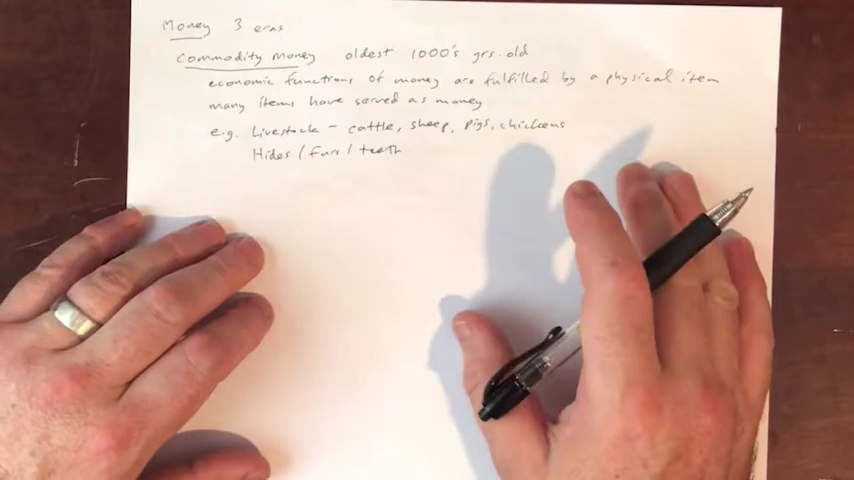 Money 3 eras
Commodity money oldest 1000's yrs. old
economic functions of money are fulfilled by a physical item
many items have served as money
e.g. Livestock - cattle, sheep, pigs, chickens
Hides / furs / teeth